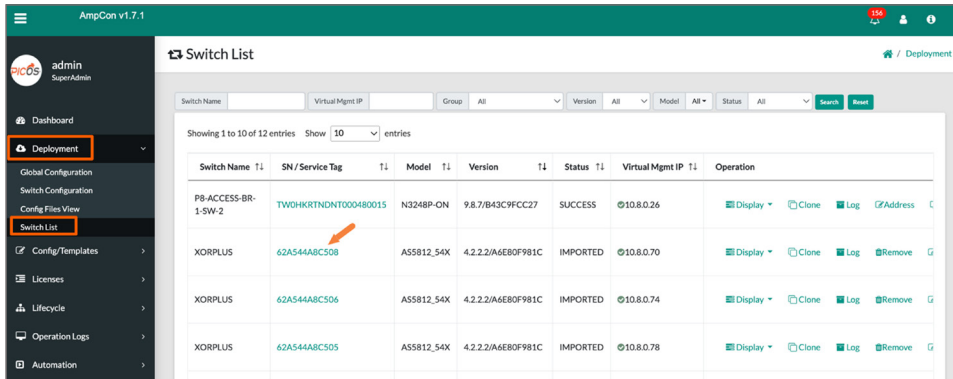 AmpCon v1.7.1
156
PICOS
admin
SuperAdmin
Dashboard
Deployment
Global Configuration
Switch Configuration
Config Files View
Switch List
Config/Templates
Licenses
Lifecycle
Operation Logs
Automation
Switch List
/ Deployment
Switch Name Virtual Mgmt IP Group All Version All Model All Status All Search Reset
Showing 1 to 10 of 12 entries Show 10 entries
Switch Name SN / Service Tag Model Version Status Virtual Mgmt IP Operation
P8-ACCESS-BR-
1-SW-2 TW0HKRTNDNT000480015 N3248P-ON 9.8.7/B43C9FCC27 SUCCESS 10.8.0.26 Display Clone Log Address
XORPLUS 62A544A8C508 AS5812_54X 4.2.2.2/A6E80F981C IMPORTED 10.8.0.70 Display Clone Log Remove
XORPLUS 62A544A8C506 AS5812_54X 4.2.2.2/A6E80F981C IMPORTED 10.8.0.74 Display Clone Log Remove
XORPLUS 62A544A8C505 AS5812_54X 4.2.2.2/A6E80F981C IMPORTED 10.8.0.78 Display Clone Log Remove